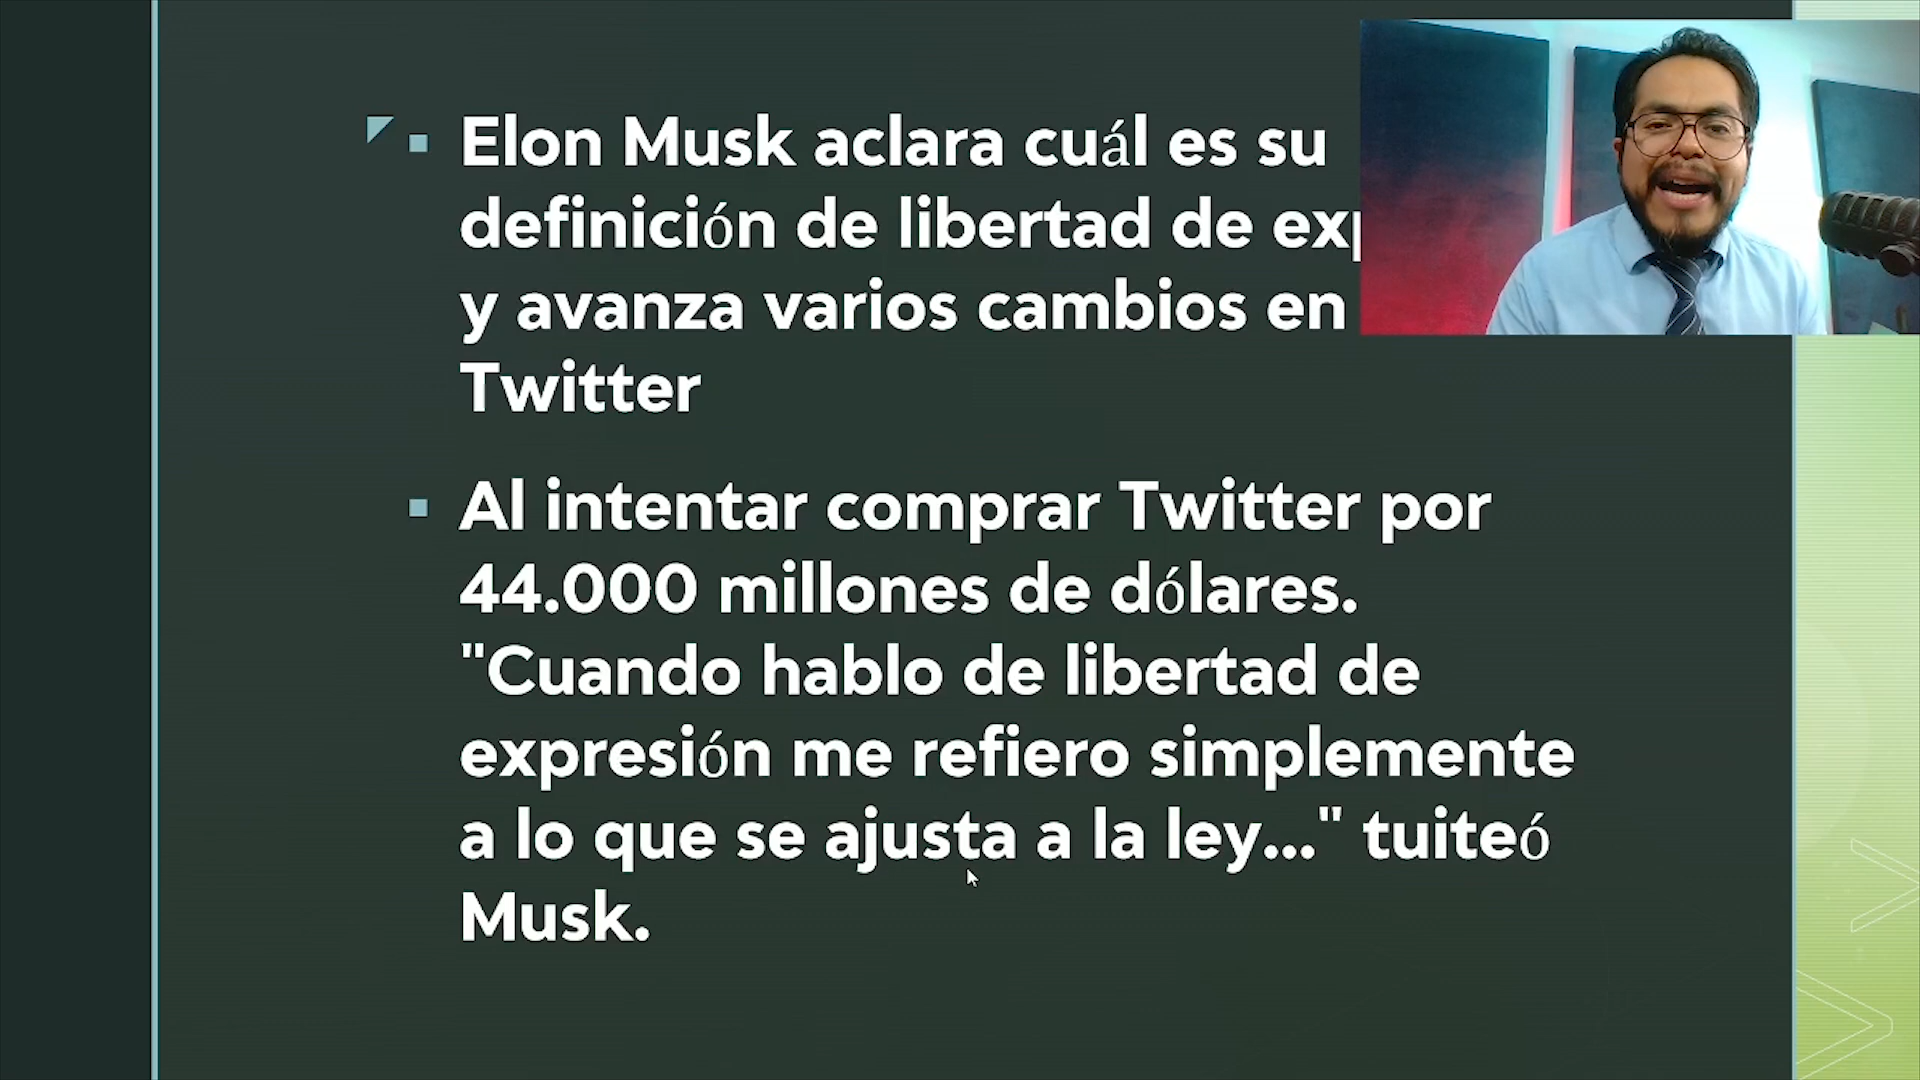 Elon Musk aclara cuál es su
definición de libertad de
y avanza varios cambios en
Twitter
Al intentar comprar Twitter por
44.000 millones de dólares.
"Cuando hablo de libertad de
expresión me refiero simplemente
a lo que se ajusta a la ley..." tuiteó
Musk.